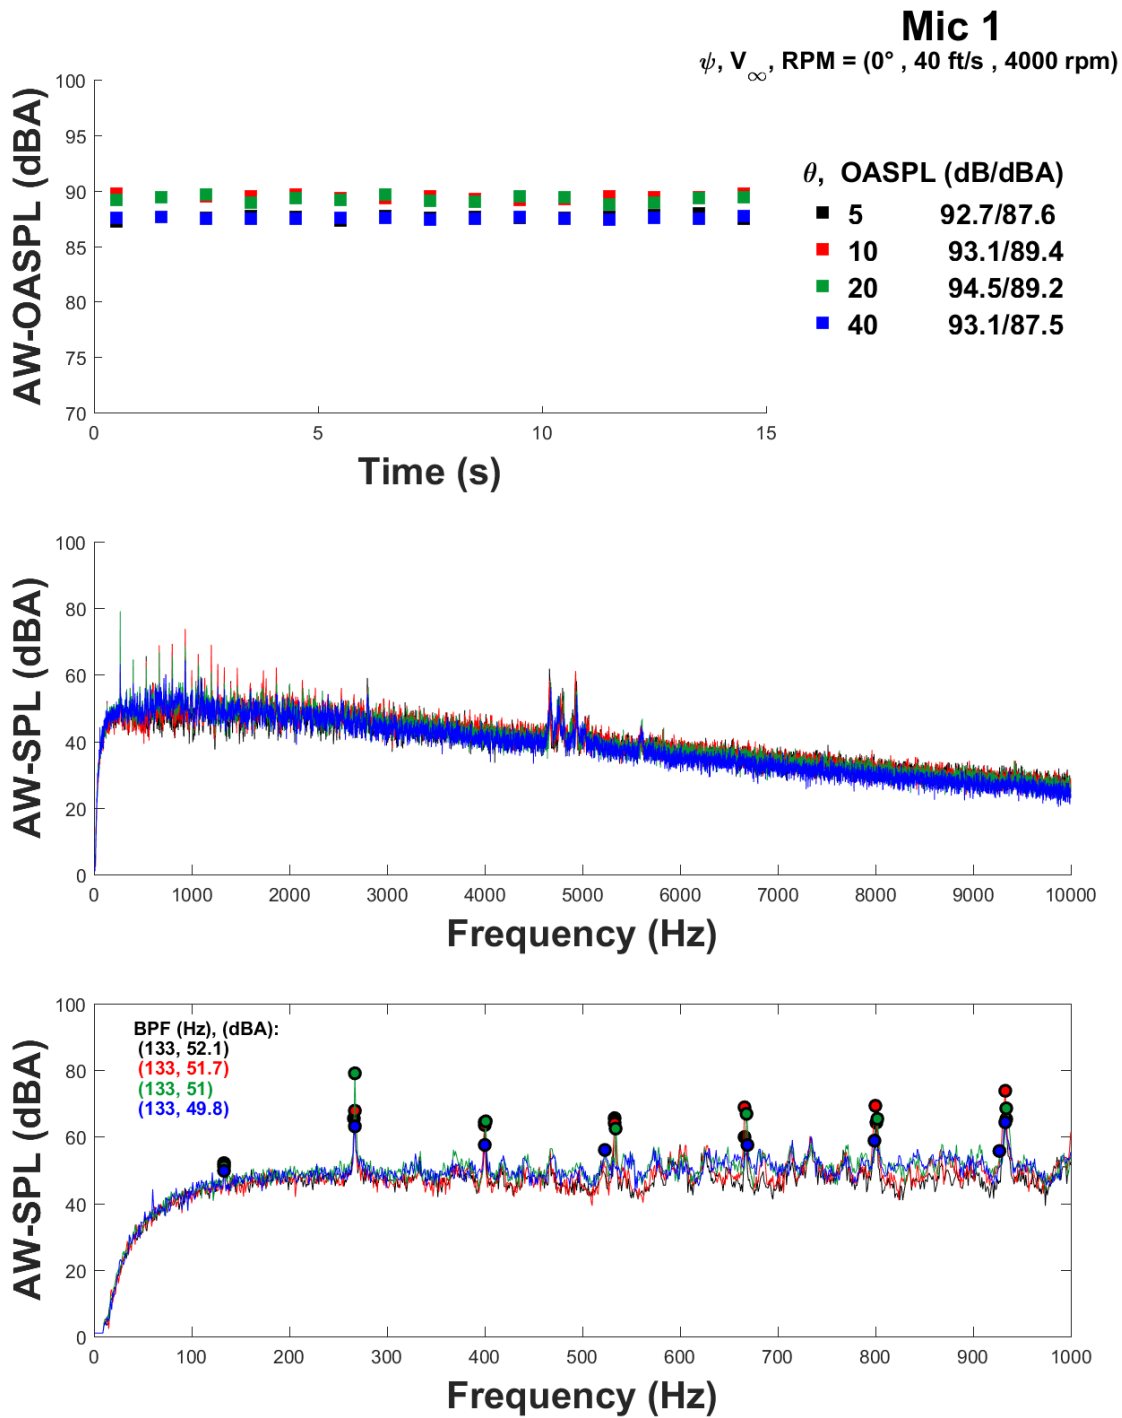 Mic 1
ψ, V∞, RPM = (0° , 40 ft/s , 4000 rpm)
AW-OASPL (dBA)
100
95
90
85
80
75
70
0
5
10
15
Time (s)
θ, OASPL (dB/dBA)
5 92.7/87.6
10 93.1/89.4
20 94.5/89.2
40 93.1/87.5
AW-SPL (dBA)
100
80
60
40
20
0
0 1000 2000 3000 4000 5000 6000 7000 8000 9000 10000
Frequency (Hz)
AW-SPL (dBA)
100
80
60
40
20
0
BPF (Hz), (dBA):
(133, 52.1)
(133, 51.7)
(133, 51)
(133, 49.8)
0 100 200 300 400 500 600 700 800 900 1000
Frequency (Hz)